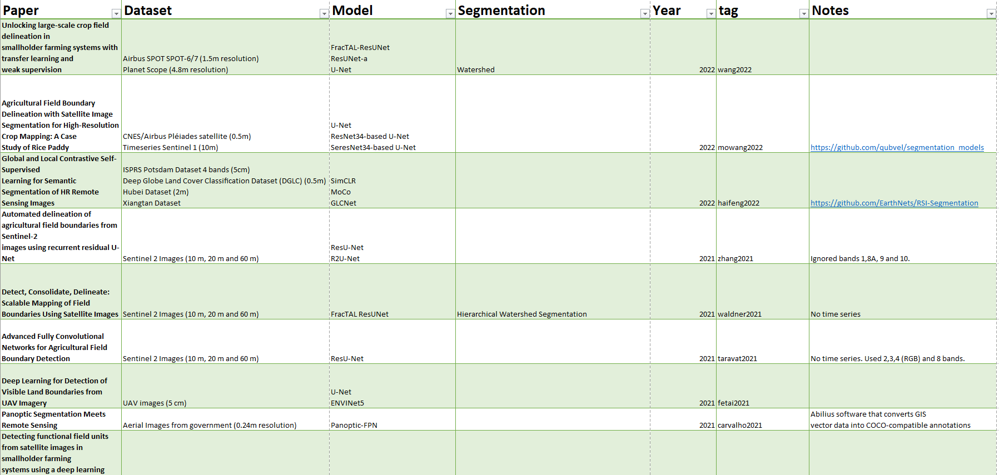 Paper Dataset Model Segmentation Year tag Notes
Unlocking large-scale crop field
delineation in
smallholder farming systems with
transfer learning and
weak supervision
Airbus SPOT SPOT-6/7 (1.5m resolution)
Planet Scope (4.8m resolution)
FracTAL-ResUNet
ResUNet-a
U-Net
Watershed
2022
wang2022
Agricultural Field Boundary
Delineation with Satellite Image
Segmentation for High-Resolution
Crop Mapping: A Case
Study of Rice Paddy
CNES/Airbus Pléiades satellite (0.5m)
Timeseries Sentinel 1 (10m)
U-Net
ResNet34-based U-Net
SeresNet34-based U-Net
2022
mowang2022
https://github.com/qubvel/segmentation_models
Global and Local Contrastive Self-
Supervised
Learning for Semantic
Segmentation of HR Remote
Sensing Images
ISPRS Potsdam Dataset 4 bands (5cm)
Deep Globe Land Cover Classification Dataset (DGLC) (0.5m)
Hubei Dataset (2m)
Xiangtan Dataset
SimCLR
MoCo
GLCNet
2022
haifeng2022
https://github.com/EarthNets/RSI-Segmentation
Automated delineation of
agricultural field boundaries from
Sentinel-2
images using recurrent residual U-
Net
Sentinel 2 Images (10 m, 20 m and 60 m)
ResU-Net
R2U-Net
2021
zhang2021
Ignored bands 1,8A, 9 and 10.
Detect, Consolidate, Delineate:
Scalable Mapping of Field
Boundaries Using Satellite Images
Sentinel 2 Images (10 m, 20 m and 60 m)
FracTAL ResUNet
Hierarchical Watershed Segmentation
2021
waldner2021
No time series
Advanced Fully Convolutional
Networks for Agricultural Field
Boundary Detection
Sentinel 2 Images (10 m, 20 m and 60 m)
ResU-Net
2021
taravat2021
No time series. Used 2,3,4 (RGB) and 8 bands.
Deep Learning for Detection of
Visible Land Boundaries from
UAV Imagery
UAV images (5 cm)
U-Net
ENVINet5
2021
fetai2021
Panoptic Segmentation Meets
Remote Sensing
Aerial Images from government (0.24m resolution)
Panoptic-FPN
2021
carvalho2021
Abilius software that converts GIS
vector data into COCO-compatible annotations
Detecting functional field units
from satellite images in
smallholder farming
systems using a deep learning